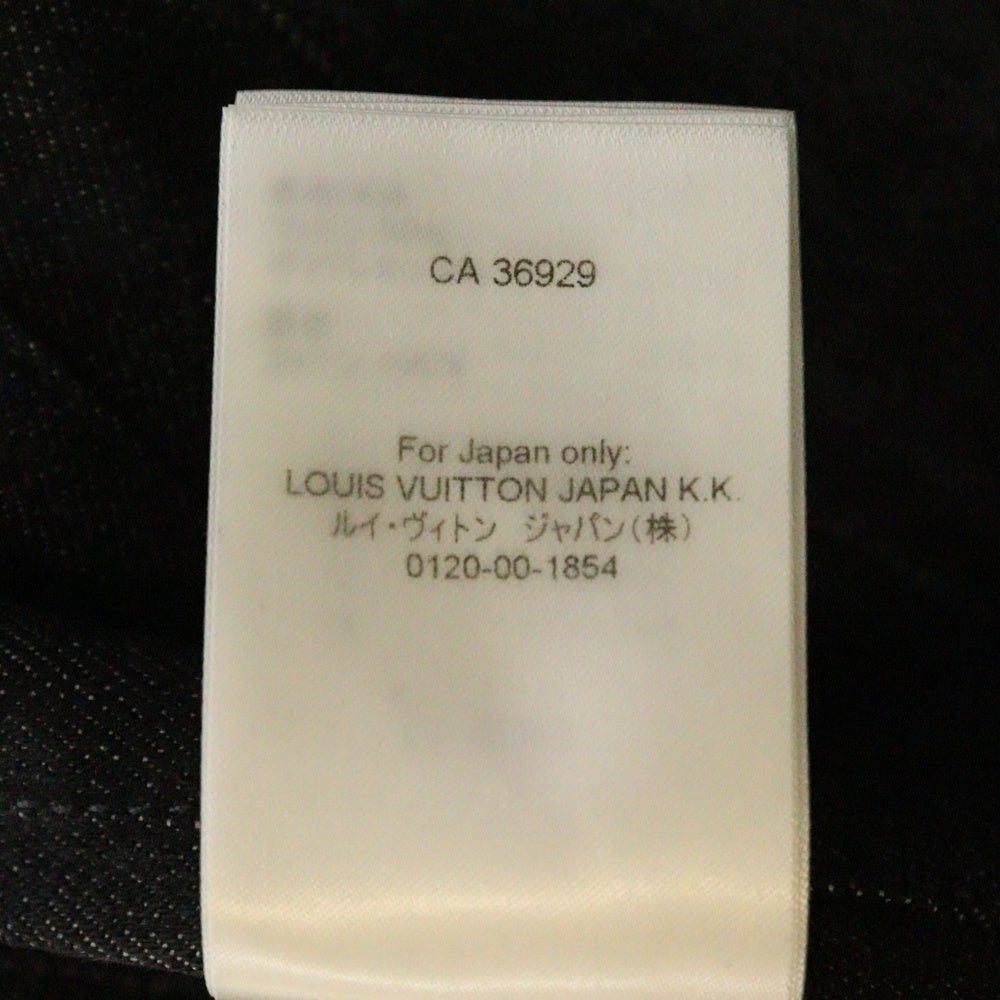 CA 36929
For Japan only:
LOUIS VUITTON JAPAN K.K.
ルイ・ヴィトン ジャパン(株)
0120-00-1854